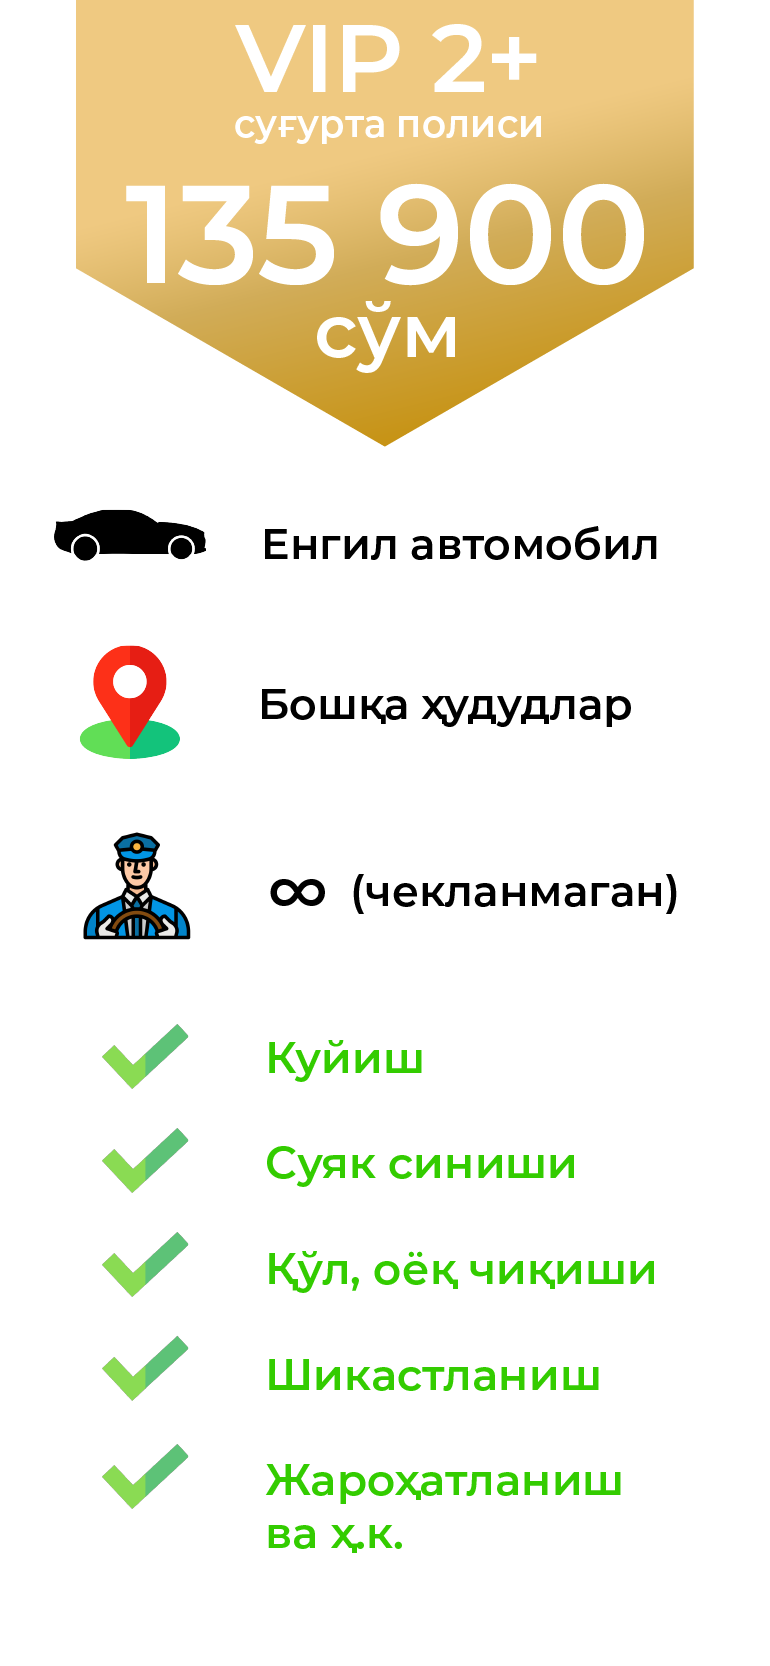 VIP 2+
суғурта полиси
135 900
сўм
Енгил автомобил
Бошқа ҳудудлар
∞ (чекланмаган)
Куйиш
Суяк синиши
Қўл, оёқ чиқиши
Шикастланиш
Жароҳатланиш
ва ҳ.к.